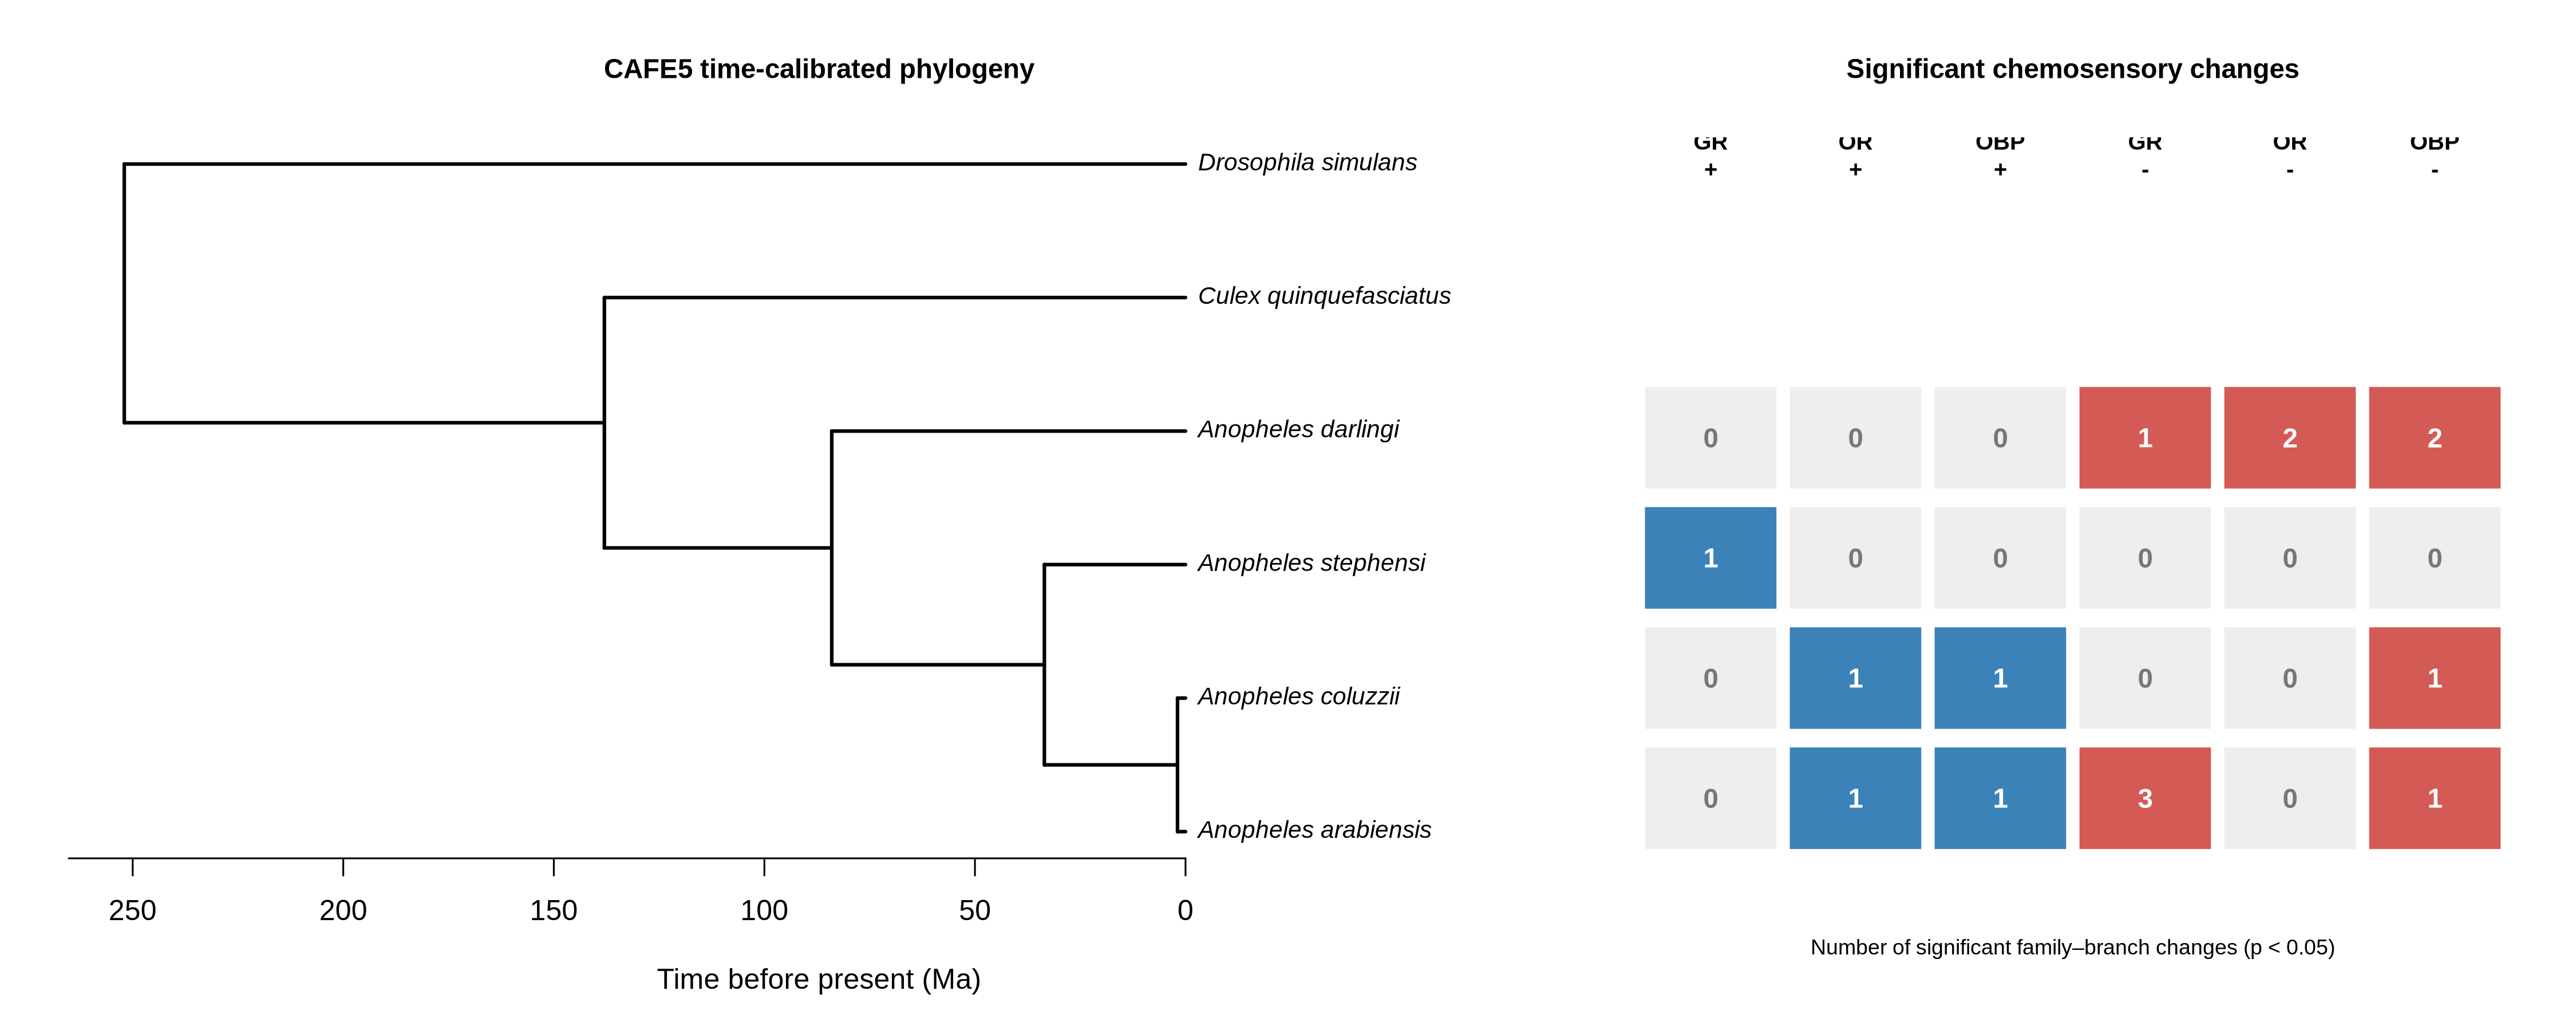 CAFE5 time-calibrated phylogeny
Significant chemosensory changes
GR OR OBP GR OR OBP
+ + + - - -
Drosophila simulans
Culex quinquefasciatus
Anopheles darlingi
0 0 0 1 2 2
Anopheles stephensi
1 0 0 0 0 0
Anopheles coluzzii
0 1 1 0 0 1
Anopheles arabiensis
0 1 1 3 0 1
250 200 150 100 50 0
Time before present (Ma)
Number of significant family–branch changes (p < 0.05)